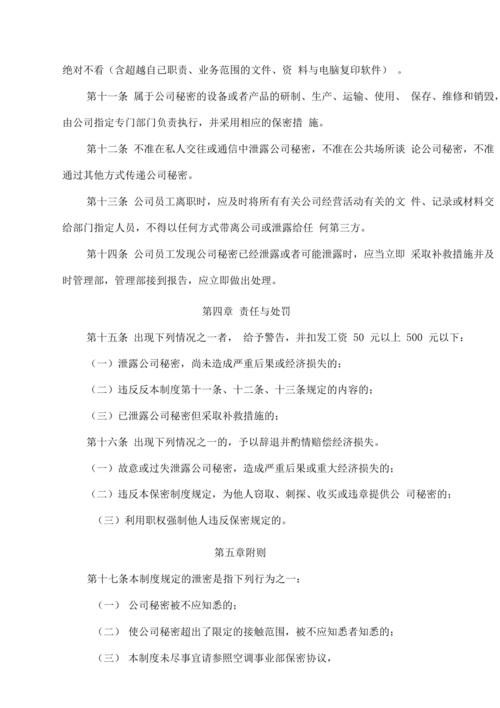 绝对不看（含超越自己职责、业务范围的文件、资 料与电脑复印软件） 。
第十一条 属于公司秘密的设备或者产品的研制、生产、运输、使用、 保存、维修和销毁，
由公司指定专门部门负责执行，并采用相应的保密措 施。
第十二条 不准在私人交往或通信中泄露公司秘密，不准在公共场所谈 论公司秘密，不准
通过其他方式传递公司秘密。
第十三条 公司员工离职时，应及时将所有有关公司经营活动有关的文 件、记录或材料交
给部门指定人员，不得以任何方式带离公司或泄露给任 何第三方。
第十四条 公司员工发现公司秘密已经泄露或者可能泄露时，应当立即 采取补救措施并及
时管理部，管理部接到报告，应立即做出处理。
第四章 责任与处罚
第十五条 出现下列情况之一者， 给予警告，并扣发工资 50 元以上 500 元以下：
（一）泄露公司秘密，尚未造成严重后果或经济损失的；
（二）违反反本制度第十一条、十二条、十三条规定的内容的；
（三）已泄露公司秘密但采取补救措施的；
第十六条 出现下列情况之一的，予以辞退并酌情赔偿经济损失。
（一）故意或过失泄露公司秘密，造成严重后果或重大经济损失的；
（二）违反本保密制度规定，为他人窃取、刺探、收买或违章提供公 司秘密的；
（三）利用职权强制他人违反保密规定的。
第五章附则
第十七条本制度规定的泄密是指下列行为之一：
（一） 公司秘密被不应知悉的；
（二） 使公司秘密超出了限定的接触范围，被不应知悉者知悉的；
（三） 本制度未尽事宜请参照空调事业部保密协议，